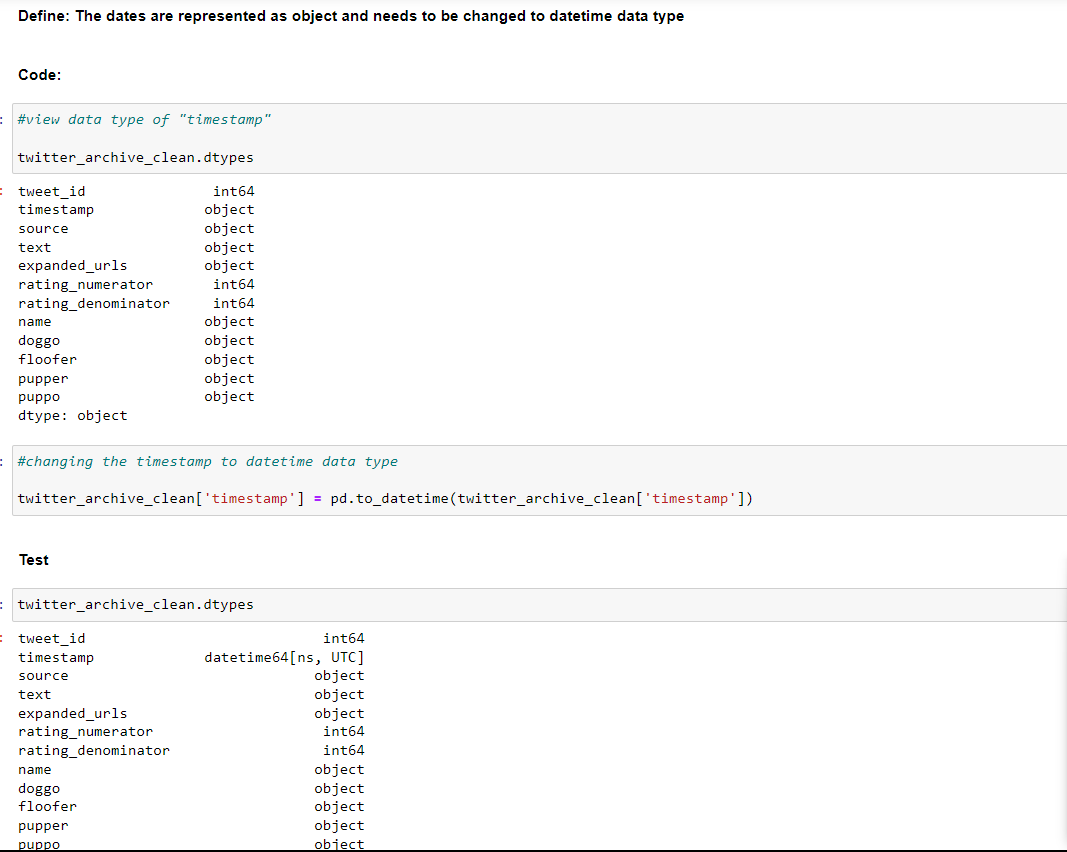 Define: The dates are represented as object and needs to be changed to datetime data type
Code:
#view data type of "timestamp"
twitter_archive_clean.dtypes
tweet_id int64
timestamp object
source object
text object
expanded_urls object
rating_numerator int64
rating_denominator int64
name object
doggo object
floofer object
pupper object
puppo object
dtype: object
#changing the timestamp to datetime data type
twitter_archive_clean['timestamp'] = pd.to_datetime(twitter_archive_clean['timestamp'])
Test
twitter_archive_clean.dtypes
tweet_id int64
timestamp datetime64[ns, UTC]
source object
text object
expanded_urls object
rating_numerator int64
rating_denominator int64
name object
doggo object
floofer object
pupper object
puppo object